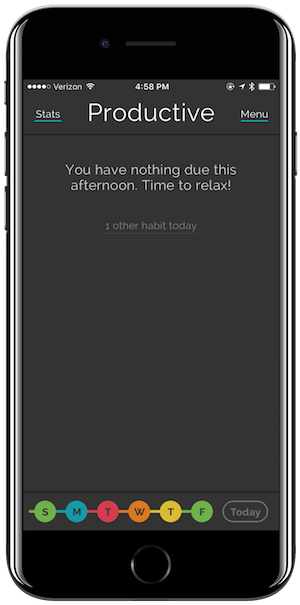 Verizon 4:58 PM
Stats Productive Menu
You have nothing due this
afternoon. Time to relax!
1 other habit today
S M T W T F Today